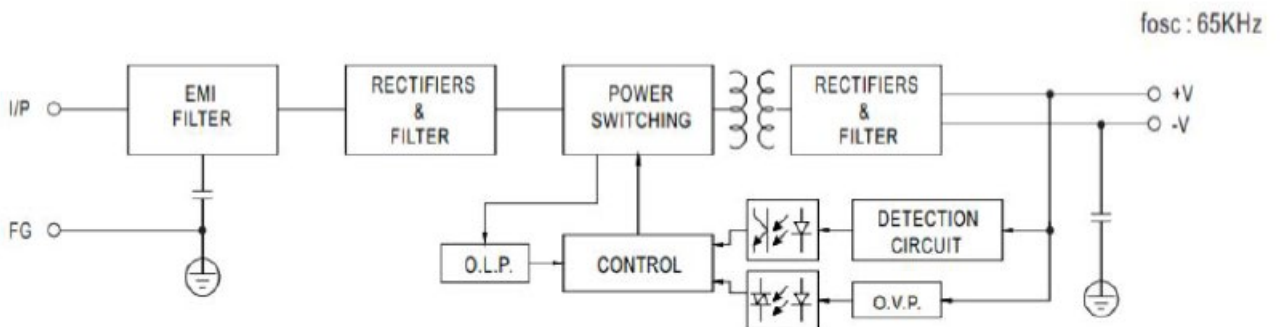 fosc : 65KHz
I/P
EMI
FILTER
RECTIFIERS
&
FILTER
POWER
SWITCHING
RECTIFIERS
&
FILTER
+V
-V
FG
O.L.P.
CONTROL
DETECTION
CIRCUIT
O.V.P.